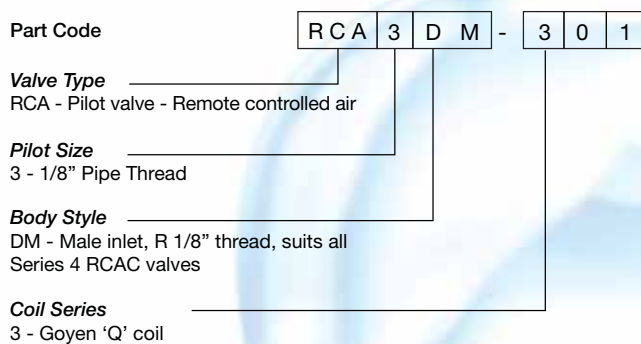 Part Code
RCA 3 D M - 3 0 1
Valve Type
RCA - Pilot valve - Remote controlled air
Pilot Size
3 - 1/8” Pipe Thread
Body Style
DM - Male inlet, R 1/8” thread, suits all
Series 4 RCAC valves
Coil Series
3 - Goyen ‘Q’ coil